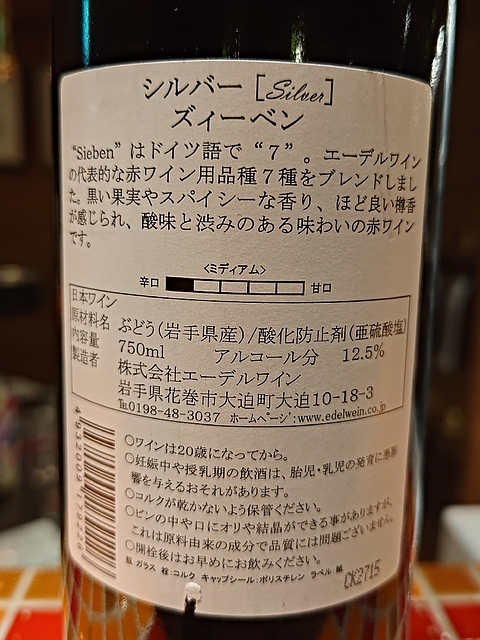 シルバー [Silver]
ズィーベン
“Sieben”はドイツ語で“7”。エーデルワイン
の代表的な赤ワイン用品種7種をブレンドしまし
た。黒い果実やスパイシーな香り、ほど良い樽香
が感じられ、酸味と渋みのある味わいの赤ワイン
です。
<ミディアム>
辛口 甘口
日本ワイン
原材料名 ぶどう(岩手県産)/酸化防止剤(亜硫酸塩)
内容量 750ml アルコール分 12.5%
製造者 株式会社エーデルワイン
岩手県花巻市大迫町大迫10-18-3
℡0198-48-3037 ホームページ:www.edelwein.co.jp
○ワインは20歳になってから。
○妊娠中や授乳期の飲酒は、胎児・乳児の発育に悪影
響を与えるおそれがあります。
○コルクが乾かないよう保管ください。
○ビンの中や口にオリや結晶ができる事がありますが、
これは原料由来の成分で品質には問題ございません。
○開栓後はお早めにお飲みください。
瓶 ガラス 栓:コルク キャップシール:ポリスチレン ラベル 紙
CK2715